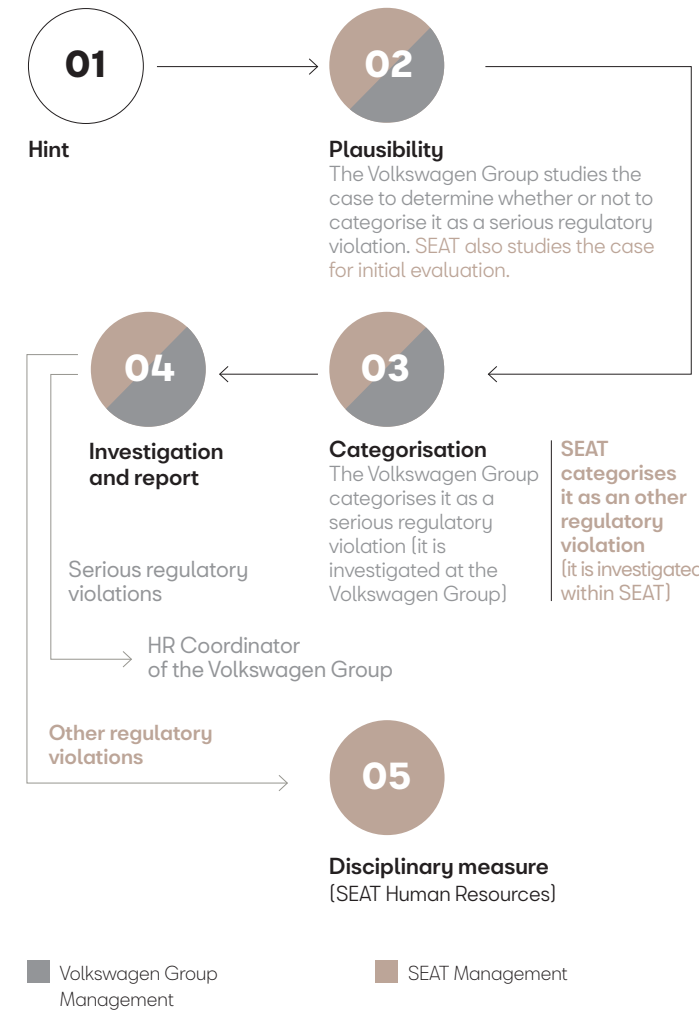 01
02
Hint
Plausibility
The Volkswagen Group studies the
case to determine whether or not to
categorise it as a serious regulatory
violation. SEAT also studies the case
for initial evaluation.
04
03
Investigation
and report
Categorisation
The Volkswagen Group
categorises it as a
serious regulatory
violation (it is
investigated at the
Volkswagen Group)
SEAT
categorises
it as an other
regulatory
violation
(it is investigated
within SEAT)
Serious regulatory
violations
HR Coordinator
of the Volkswagen Group
Other regulatory
violations
05
Disciplinary measure
(SEAT Human Resources)
Volkswagen Group
Management
SEAT Management